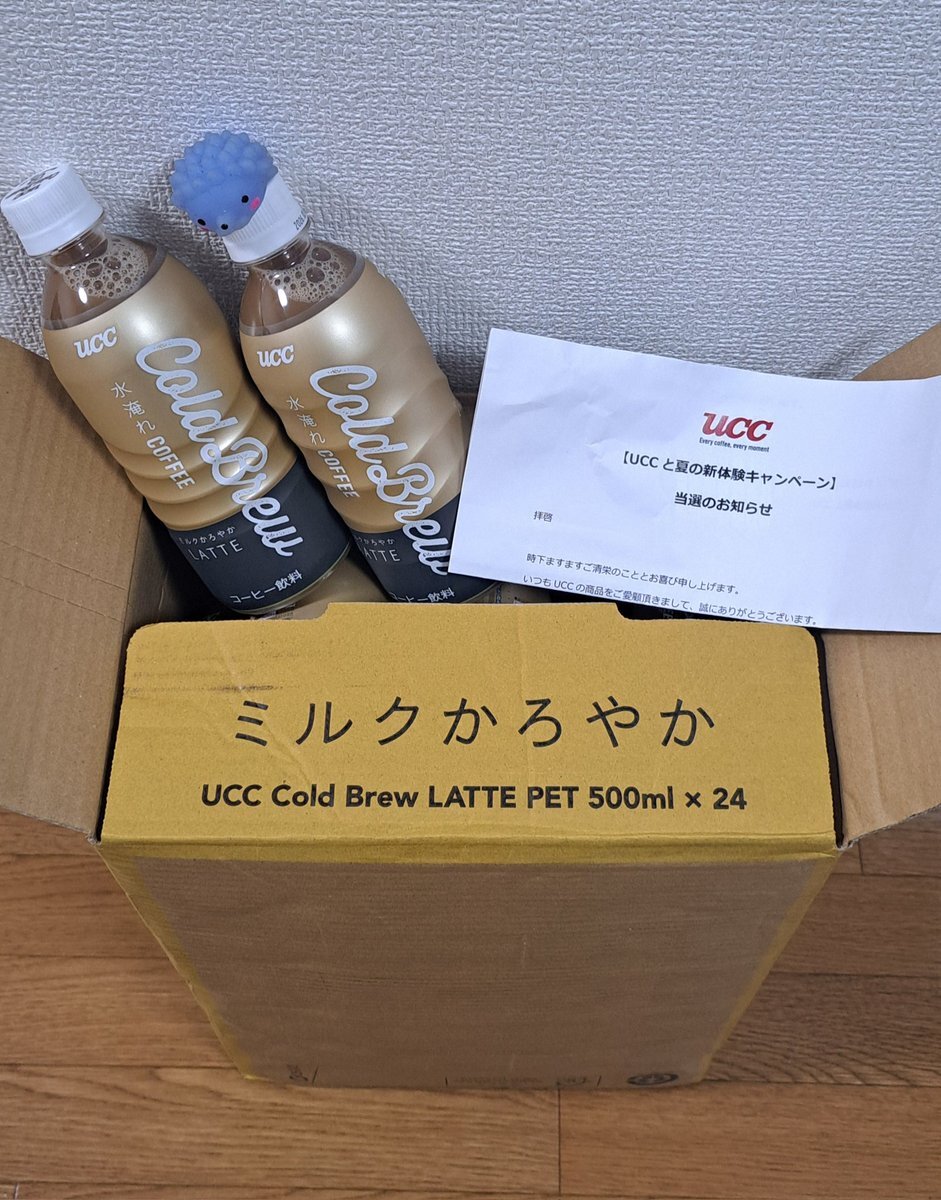 UCC
Cold Brew
水淹れ COFFEE
ミルクかろやか
LATTE
コーヒー飲料
UCC
Cold Brew
水淹れ COFFEE
ミルクかろやか
LATTE
コーヒー飲料
UCC
Every coffee, every moment
【UCC と夏の新体験キャンペーン】
当選のお知らせ
拝啓
時下ますますご清栄のこととお喜び申し上げます。
いつも UCC の商品をご愛顧頂きまして、誠にありがとうございます。
ミルクかろやか
UCC Cold Brew LATTE PET 500ml × 24